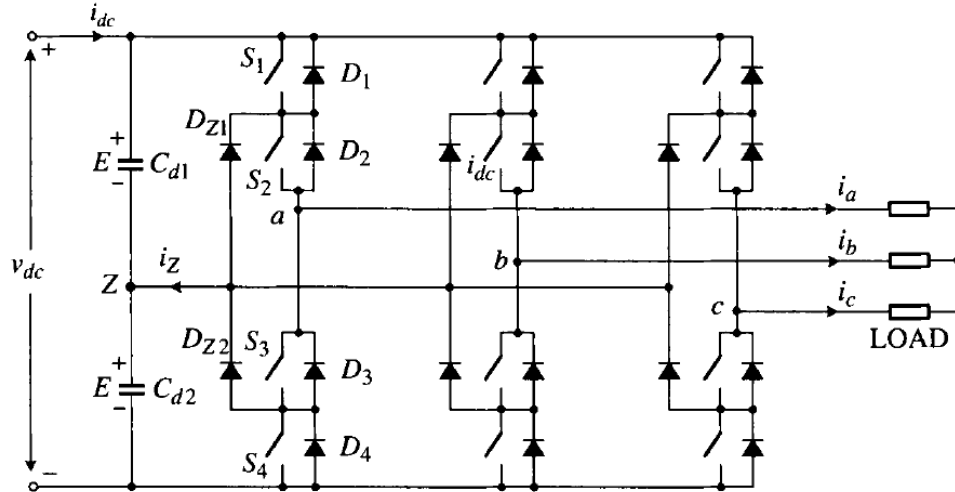 i_dc
+
S_1
D_1
D_Z1
+
E
C_d1
−
S_2
D_2
i_dc
a
i_a
v_dc
Z
i_Z
b
i_b
c
i_c
LOAD
D_Z2
S_3
D_3
+
E
C_d2
−
S_4
D_4
−